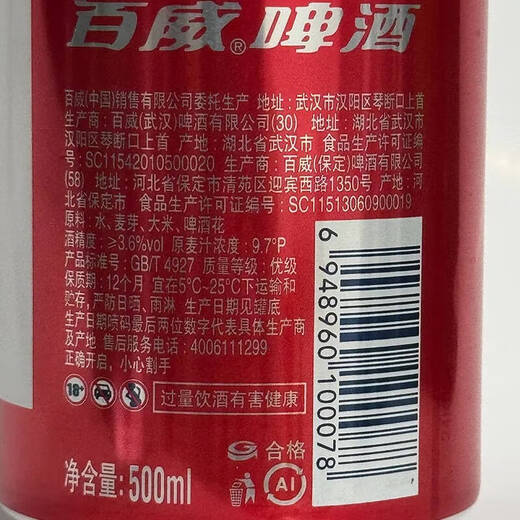 百威®啤酒
百威(中国)销售有限公司委托生产 地址：武汉市汉阳区琴断口上首
生产商：百威(武汉)啤酒有限公司(30) 地址：湖北省武汉市
汉阳区琴断口上首 产地：湖北省武汉市 食品生产许可证编
号：SC11542010500020 生产商：百威(保定)啤酒有限公司
(58) 地址：河北省保定市清苑区迎宾西路1350号 产地：河
北省保定市 食品生产许可证编号：SC11513060900019
原料：水、麦芽、大米、啤酒花
酒精度：≥3.6%vol 原麦汁浓度：9.7°P
产品标准号：GB/T 4927 质量等级：优级
保质期：12个月 宜在5°C-25°C下运输和
贮存，严防日晒、雨淋 生产日期见罐底
生产日期喷码最后两位数字代表具体生产商
及产地 售后服务电话：4006111299
正确开启，小心割手
18+
过量饮酒有害健康
合格
净含量:500ml
Al
6 948960 100078